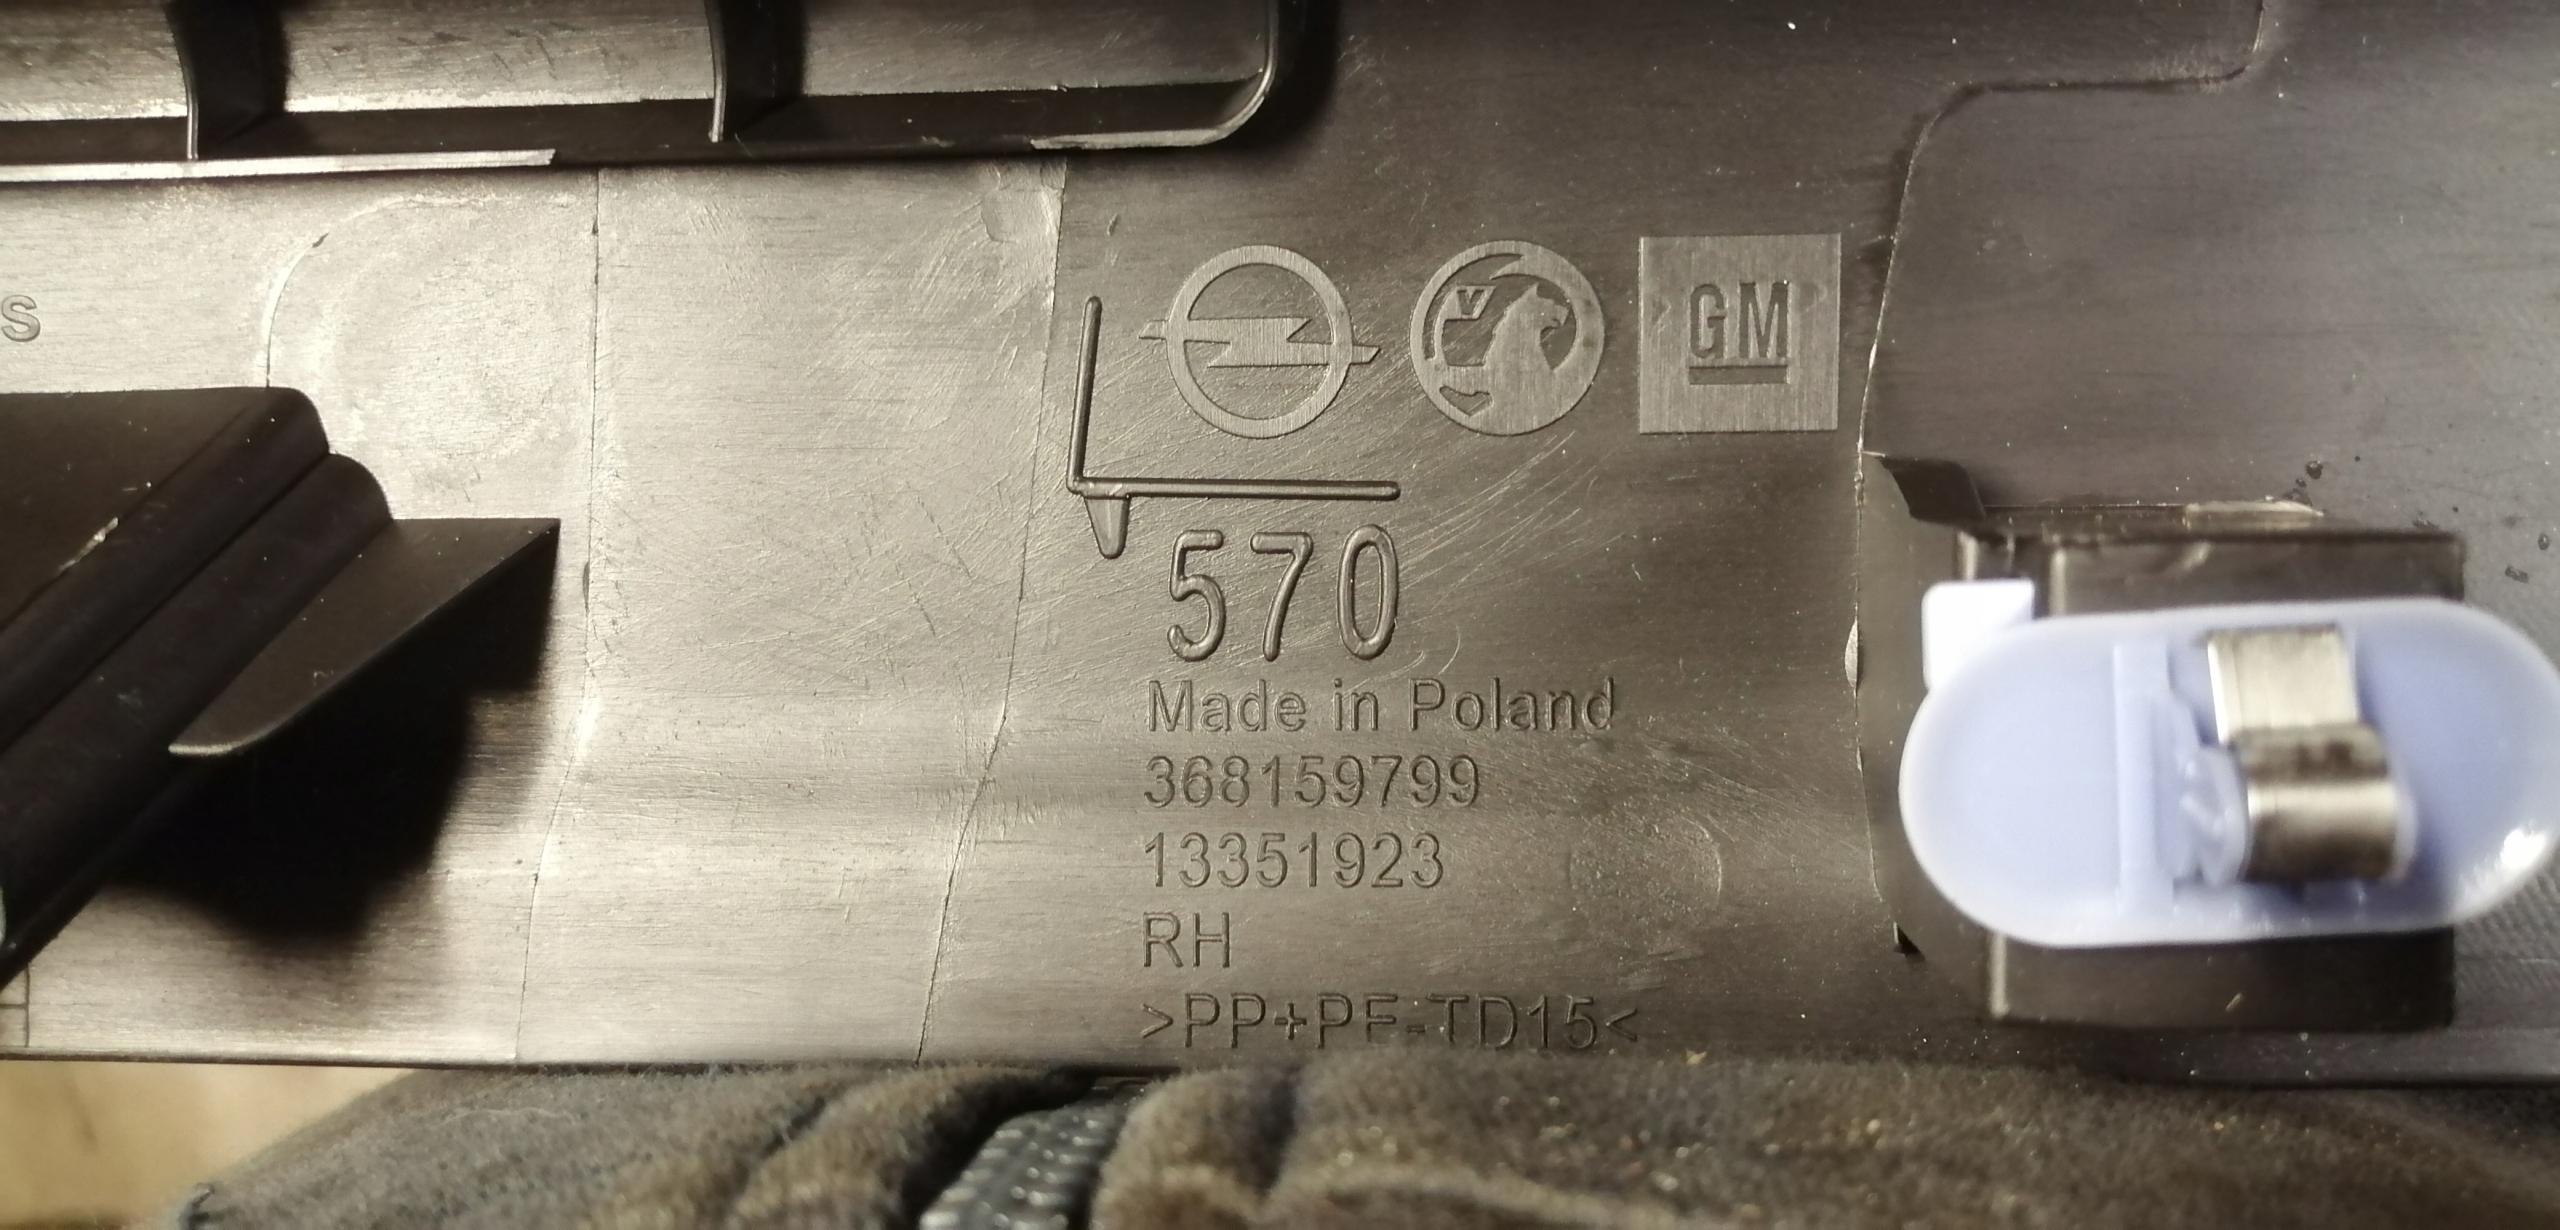 S
V
GM
570
Made in Poland
368159799
13351923
RH
>PP+PE-TD15<